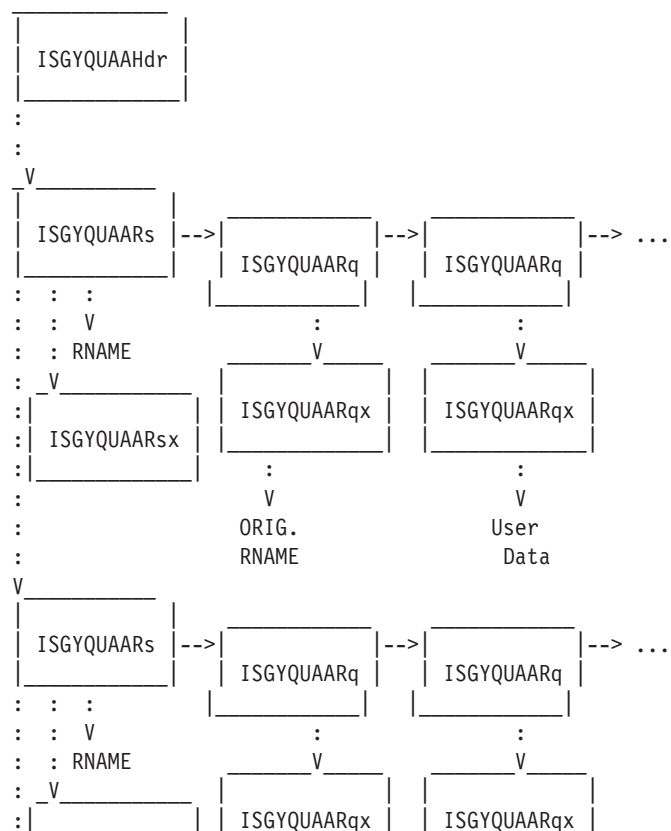 ISGYQUAAHdr
V
ISGYQUAARs --> --> --> ...
ISGYQUAARq ISGYQUAARq
: : :
: : V : :
: : RNAME V V
: V
ISGYQUAARqx ISGYQUAARqx
ISGYQUAARsx
: :
: V V
: ORIG. User
: RNAME Data
V
ISGYQUAARs --> --> --> ...
ISGYQUAARq ISGYQUAARq
: : :
: : V : :
: : RNAME V V
: V
ISGYQUAARqx ISGYQUAARqx